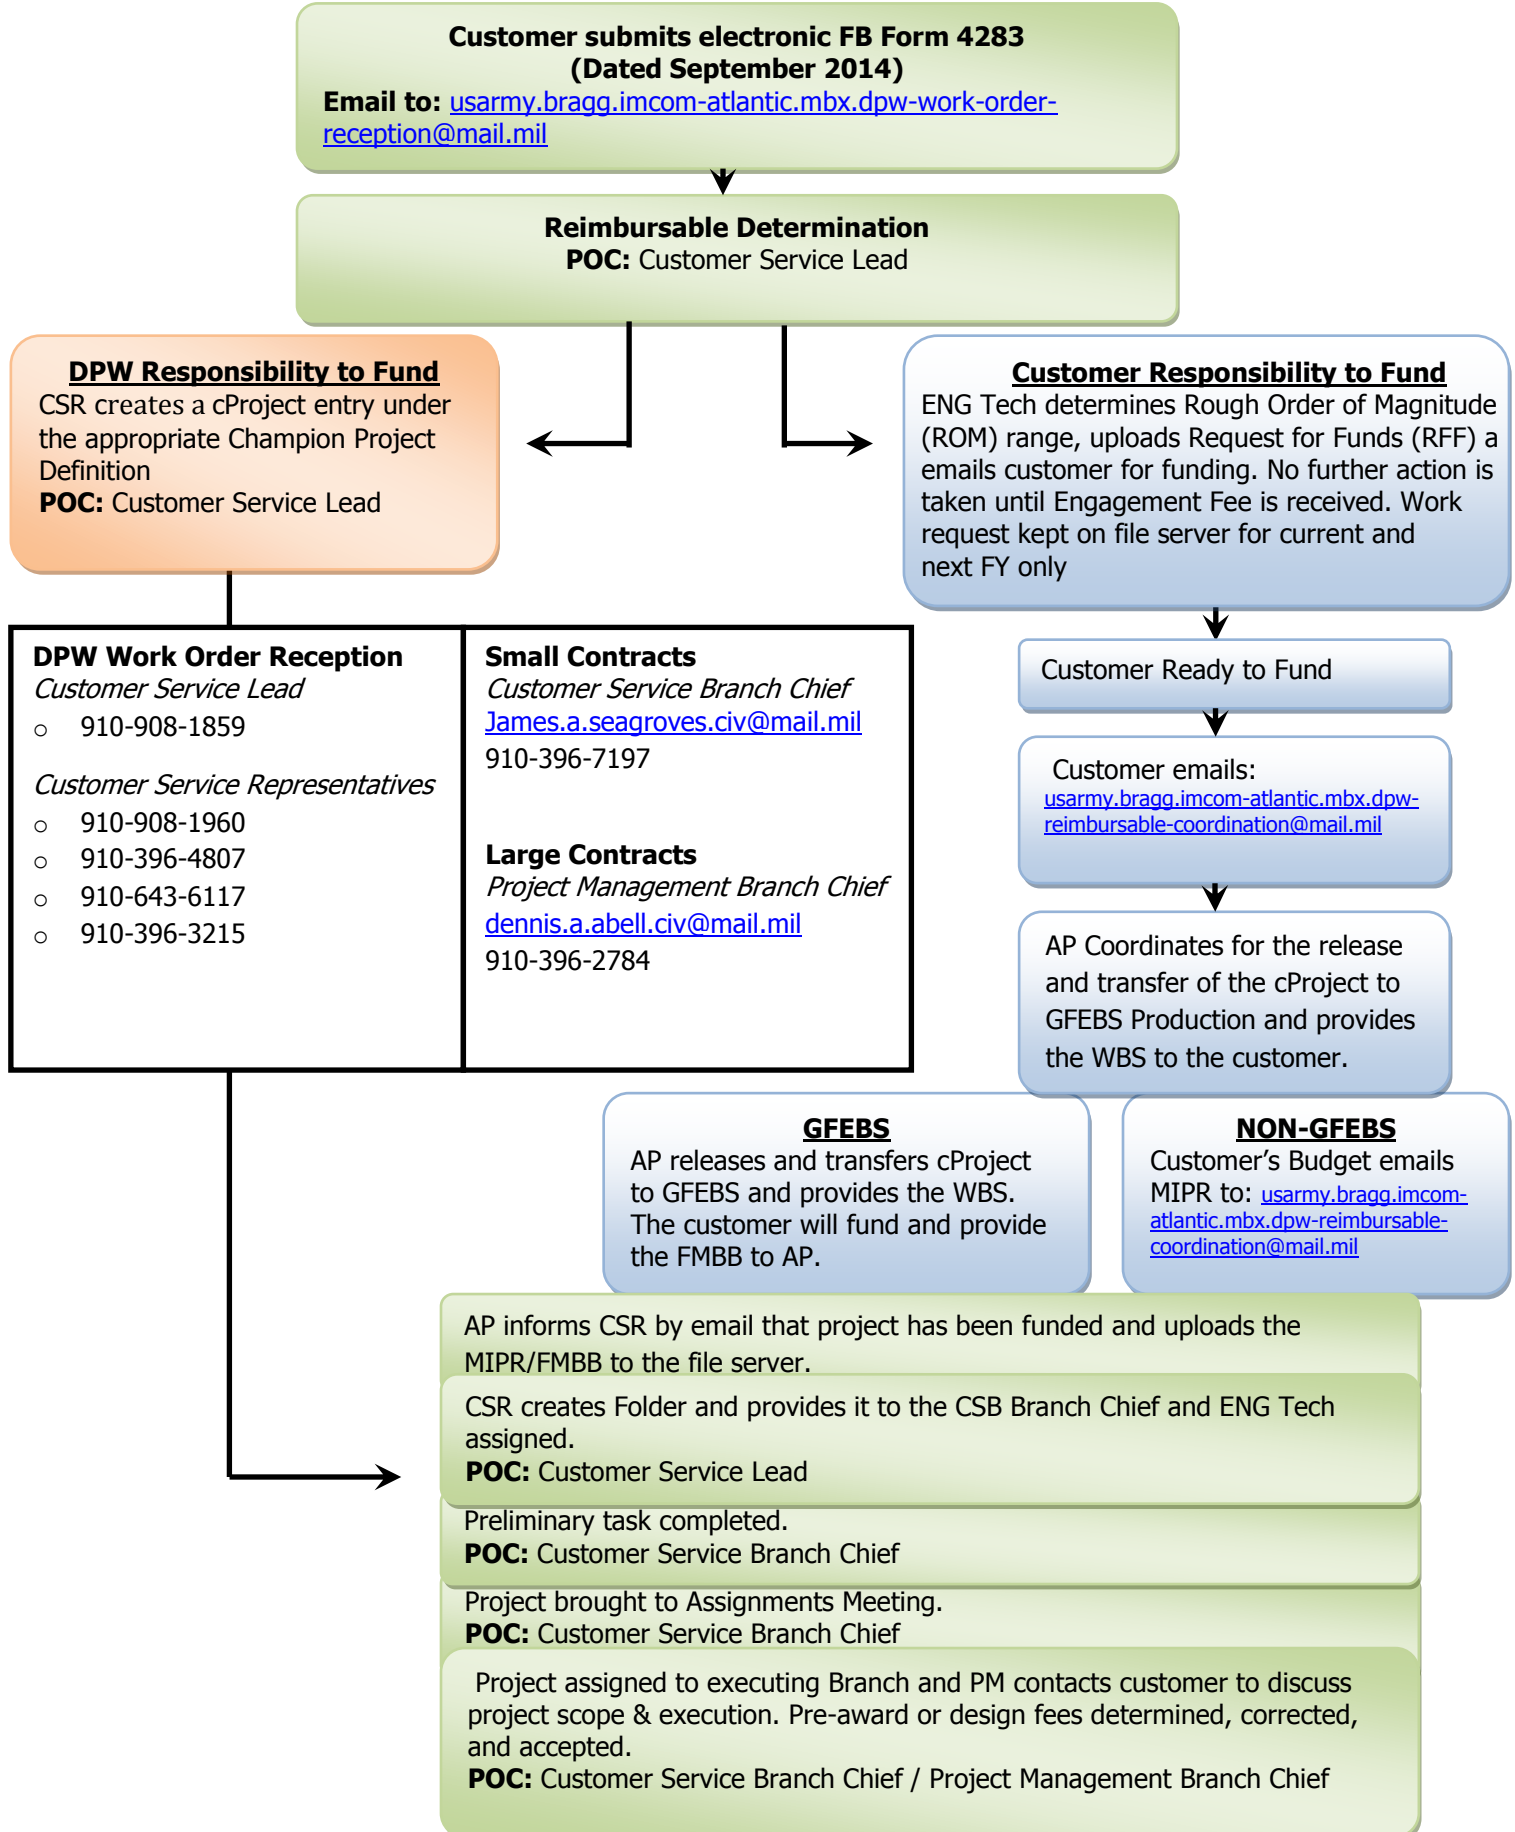 Customer submits electronic FB Form 4283
(Dated September 2014)
Email to: usarmy.bragg.imcom-atlantic.mbx.dpw-work-order-
reception@mail.mil
Reimbursable Determination
POC: Customer Service Lead
DPW Responsibility to Fund
CSR creates a cProject entry under
the appropriate Champion Project
Definition
POC: Customer Service Lead
Customer Responsibility to Fund
ENG Tech determines Rough Order of Magnitude
(ROM) range, uploads Request for Funds (RFF) a
emails customer for funding. No further action is
taken until Engagement Fee is received. Work
request kept on file server for current and
next FY only
DPW Work Order Reception
Customer Service Lead
o 910-908-1859
Customer Service Representatives
o 910-908-1960
o 910-396-4807
o 910-643-6117
o 910-396-3215
Small Contracts
Customer Service Branch Chief
James.a.seagroves.civ@mail.mil
910-396-7197
Large Contracts
Project Management Branch Chief
dennis.a.abell.civ@mail.mil
910-396-2784
Customer Ready to Fund
Customer emails:
usarmy.bragg.imcom-atlantic.mbx.dpw-
reimbursable-coordination@mail.mil
AP Coordinates for the release
and transfer of the cProject to
GFEBS Production and provides
the WBS to the customer.
GFEBS
AP releases and transfers cProject
to GFEBS and provides the WBS.
The customer will fund and provide
the FMBB to AP.
NON-GFEBS
Customer’s Budget emails
MIPR to: usarmy.bragg.imcom-
atlantic.mbx.dpw-reimbursable-
coordination@mail.mil
AP informs CSR by email that project has been funded and uploads the
MIPR/FMBB to the file server.
CSR creates Folder and provides it to the CSB Branch Chief and ENG Tech
assigned.
POC: Customer Service Lead
Preliminary task completed.
POC: Customer Service Branch Chief
Project brought to Assignments Meeting.
POC: Customer Service Branch Chief
Project assigned to executing Branch and PM contacts customer to discuss
project scope & execution. Pre-award or design fees determined, corrected,
and accepted.
POC: Customer Service Branch Chief / Project Management Branch Chief